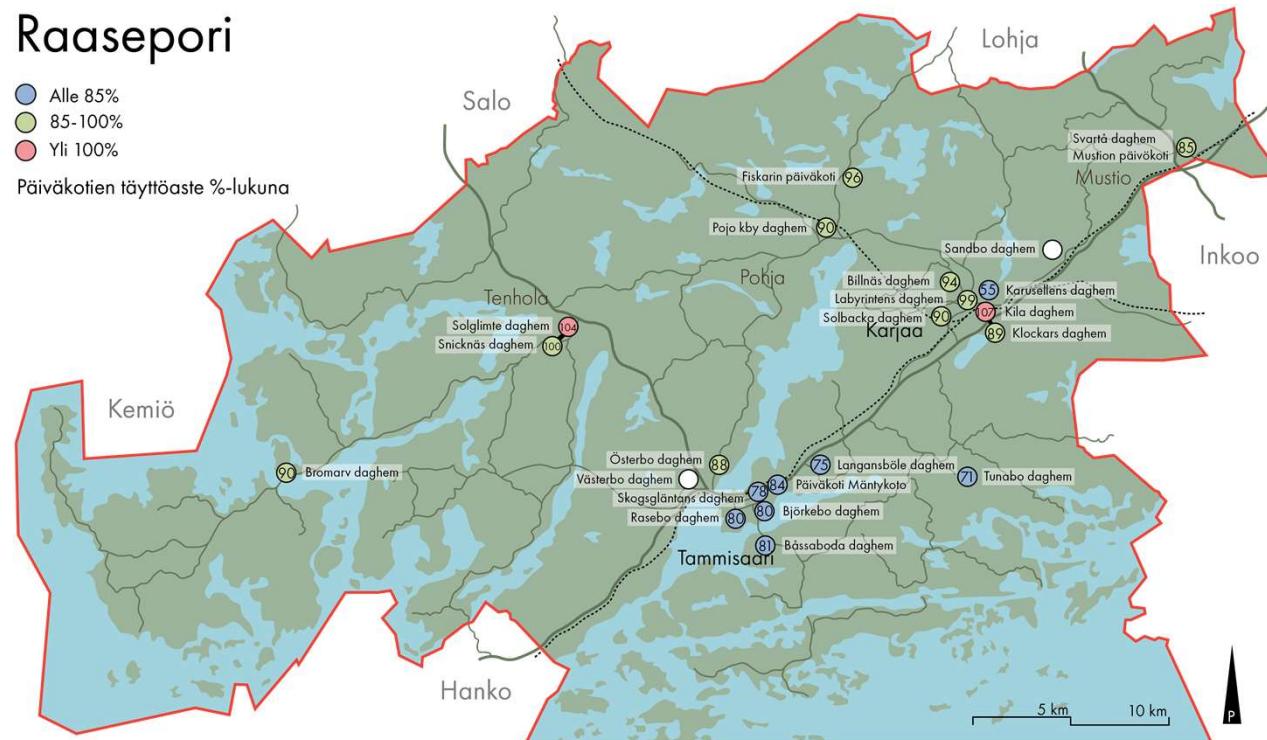 Raasepori
Alle 85%
85-100%
Yli 100%
Päiväkotien täyttöaste %-lukuna
Lohja
Salo
Svartå daghem
Mustion päiväkoti
85
Mustio
Fiskarin päiväkoti
96
Pojo kby daghem
90
Sandbo daghem
Inkoo
Pohja
Billnäs daghem
94
55
Karusellens daghem
Labyrintens daghem
99
Solbacka daghem
90
107
Kila daghem
Karjaa
89
Klockars daghem
Tenhola
Solglimte daghem
104
Snicknäs daghem
100
Kemiö
90
Bromarv daghem
Österbo daghem
88
75
Langansböle daghem
Västerbo daghem
84
Päiväkoti Mäntykoto
71
Tunabo daghem
Skogsgläntans daghem
78
Rasebo daghem
80
80
Björkebo daghem
81
Båssaboda daghem
Tammisaari
Hanko
5 km
10 km
P